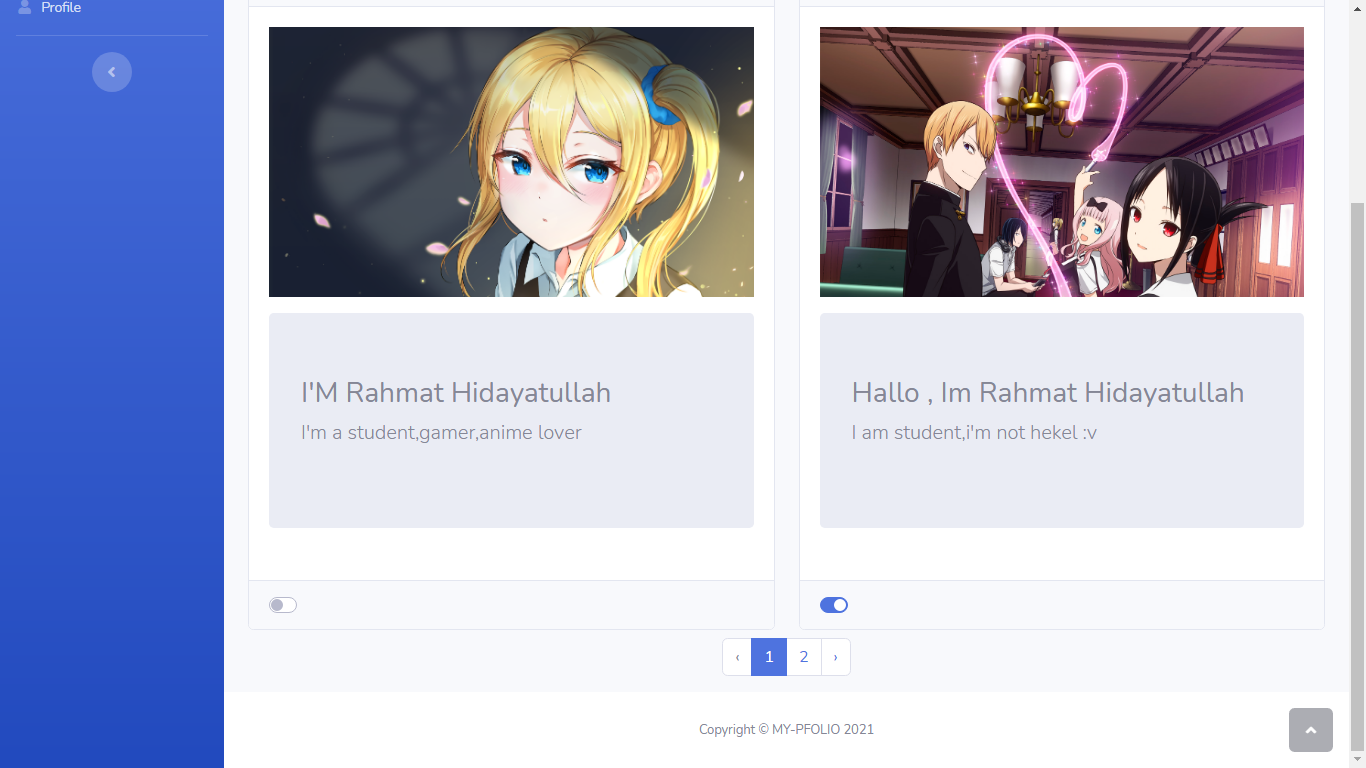 Profile
I'M Rahmat Hidayatullah
I'm a student,gamer,anime lover
Hallo , Im Rahmat Hidayatullah
I am student,i'm not hekel :v
‹ 1 2 ›
Copyright © MY-PFOLIO 2021